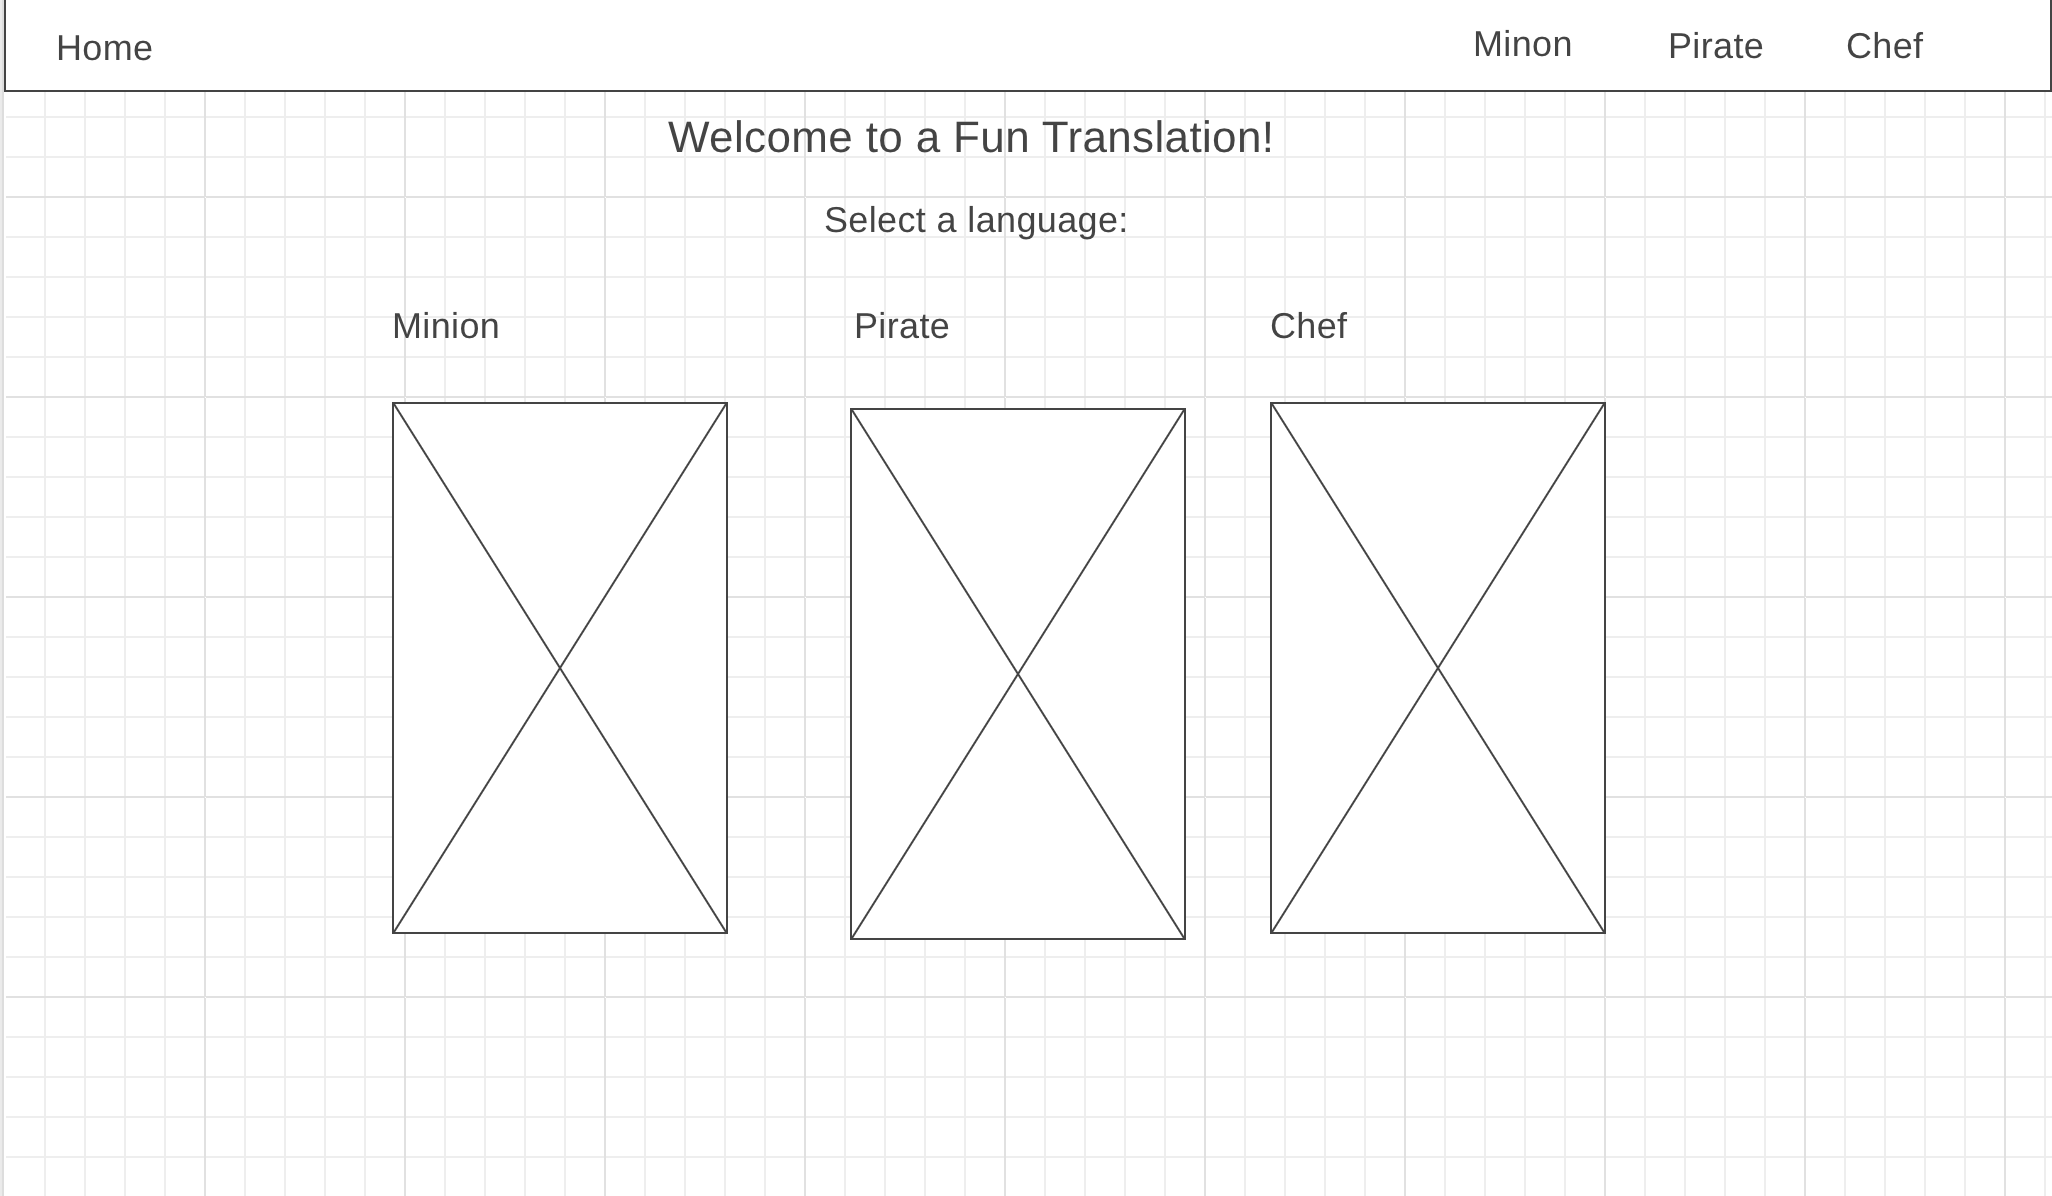 Home Minon Pirate Chef
Welcome to a Fun Translation!
Select a language:
Minion Pirate Chef